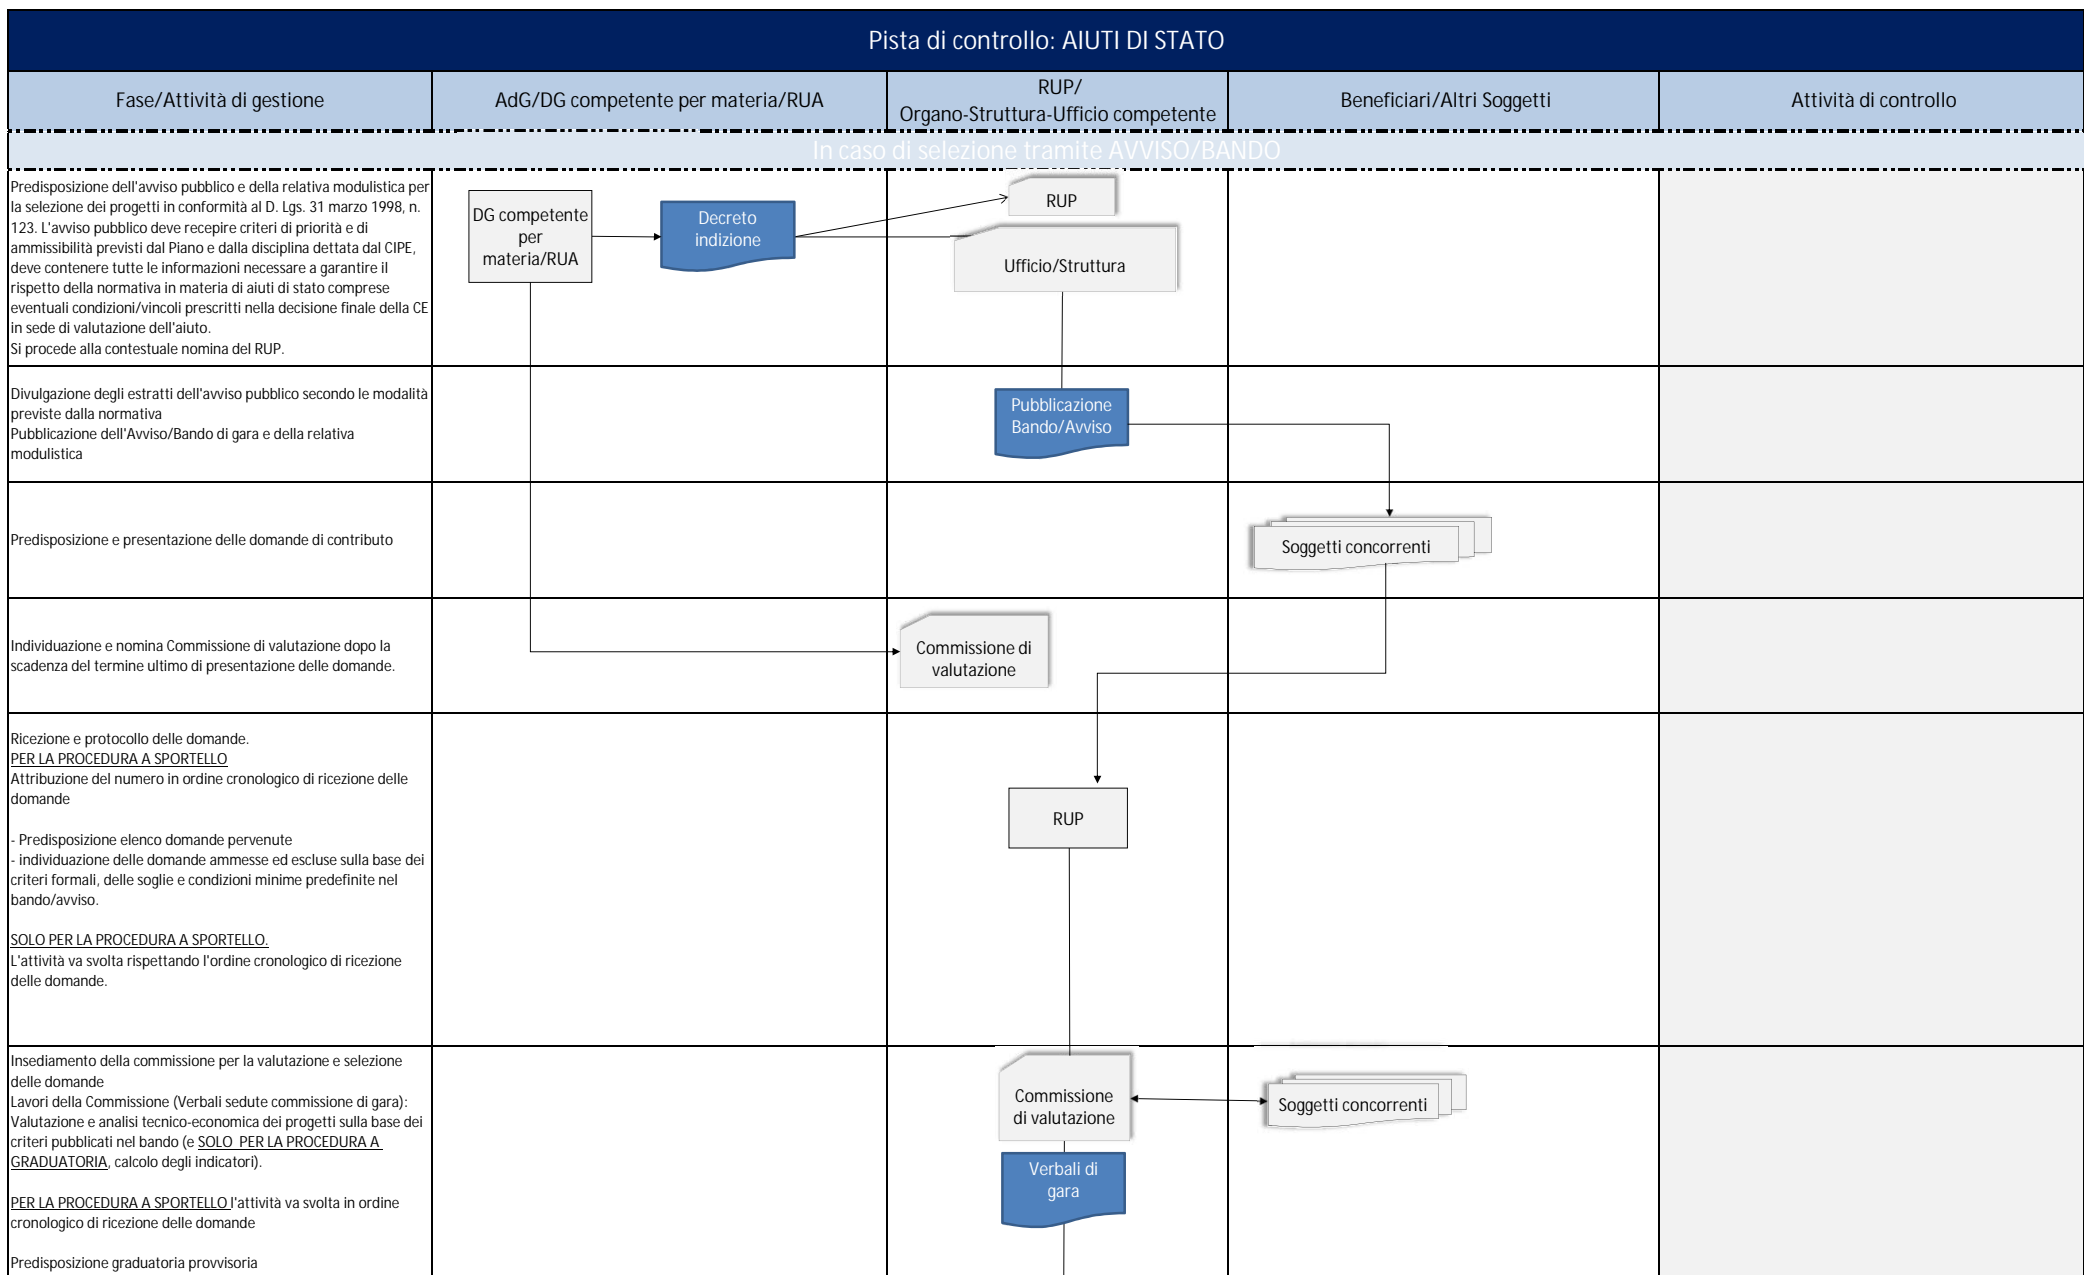 Pista di controllo: AIUTI DI STATO
Fase/Attività di gestione
AdG/DG competente per materia/RUA
RUP/
Organo-Struttura-Ufficio competente
Beneficiari/Altri Soggetti
Attività di controllo
In caso di selezione tramite AVVISO/BANDO
Predisposizione dell'avviso pubblico e della relativa modulistica per
la selezione dei progetti in conformità al D. Lgs. 31 marzo 1998, n.
123. L'avviso pubblico deve recepire criteri di priorità e di
ammissibilità previsti dal Piano e dalla disciplina dettata dal CIPE,
deve contenere tutte le informazioni necessare a garantire il
rispetto della normativa in materia di aiuti di stato comprese
eventuali condizioni/vincoli prescritti nella decisione finale della CE
in sede di valutazione dell'aiuto.
Si procede alla contestuale nomina del RUP.
DG competente
per
materia/RUA
Decreto
indizione
RUP
Ufficio/Struttura
Divulgazione degli estratti dell'avviso pubblico secondo le modalità
previste dalla normativa
Pubblicazione dell'Avviso/Bando di gara e della relativa
modulistica
Pubblicazione
Bando/Avviso
Predisposizione e presentazione delle domande di contributo
Soggetti concorrenti
Individuazione e nomina Commissione di valutazione dopo la
scadenza del termine ultimo di presentazione delle domande.
Commissione di
valutazione
Ricezione e protocollo delle domande.
PER LA PROCEDURA A SPORTELLO
Attribuzione del numero in ordine cronologico di ricezione delle
domande
- Predisposizione elenco domande pervenute
- individuazione delle domande ammesse ed escluse sulla base dei
criteri formali, delle soglie e condizioni minime predefinite nel
bando/avviso.
SOLO PER LA PROCEDURA A SPORTELLO.
L'attività va svolta rispettando l'ordine cronologico di ricezione
delle domande.
RUP
Insediamento della commissione per la valutazione e selezione
delle domande
Lavori della Commissione (Verbali sedute commissione di gara):
Valutazione e analisi tecnico-economica dei progetti sulla base dei
criteri pubblicati nel bando (e SOLO PER LA PROCEDURA A
GRADUATORIA, calcolo degli indicatori).
PER LA PROCEDURA A SPORTELLO l'attività va svolta in ordine
cronologico di ricezione delle domande
Predisposizione graduatoria provvisoria
Commissione
di valutazione
Soggetti concorrenti
Verbali di
gara